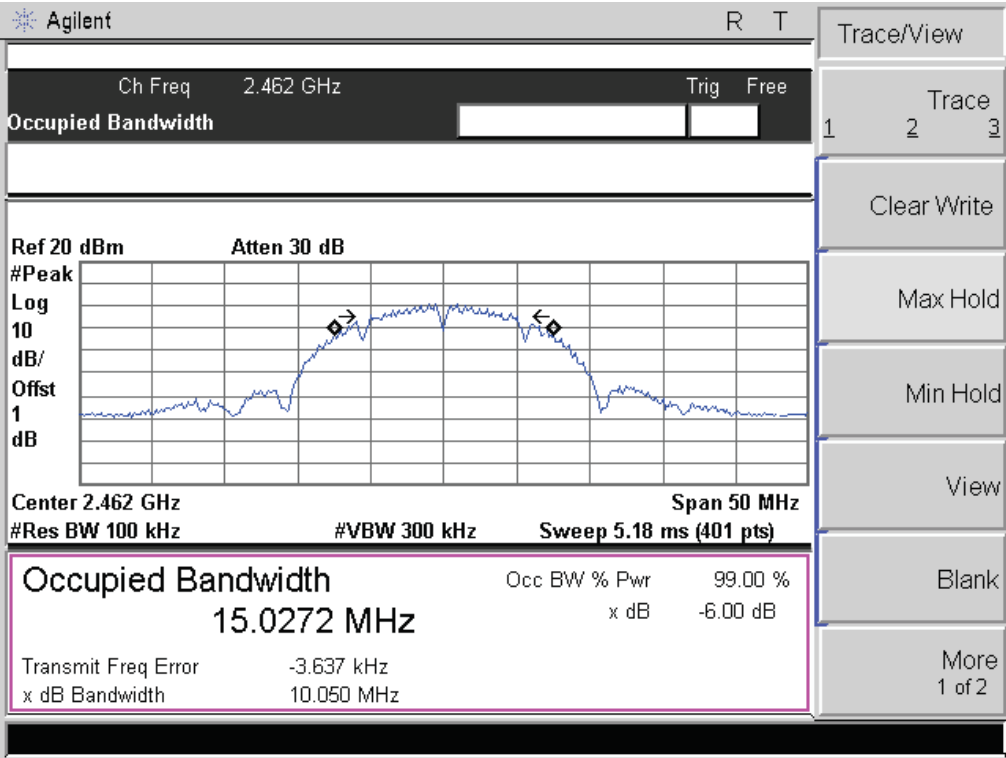 Agilent R T
Trace/View
Ch Freq 2.462 GHz Trig Free
Occupied Bandwidth
Trace
1 2 3
Clear Write
Max Hold
Min Hold
View
Blank
More
1 of 2
Ref 20 dBm Atten 30 dB
#Peak
Log
10
dB/
Offst
1
dB
Center 2.462 GHz Span 50 MHz
#Res BW 100 kHz #VBW 300 kHz Sweep 5.18 ms (401 pts)
Occupied Bandwidth Occ BW % Pwr 99.00 %
15.0272 MHz x dB -6.00 dB
Transmit Freq Error -3.637 kHz
x dB Bandwidth 10.050 MHz